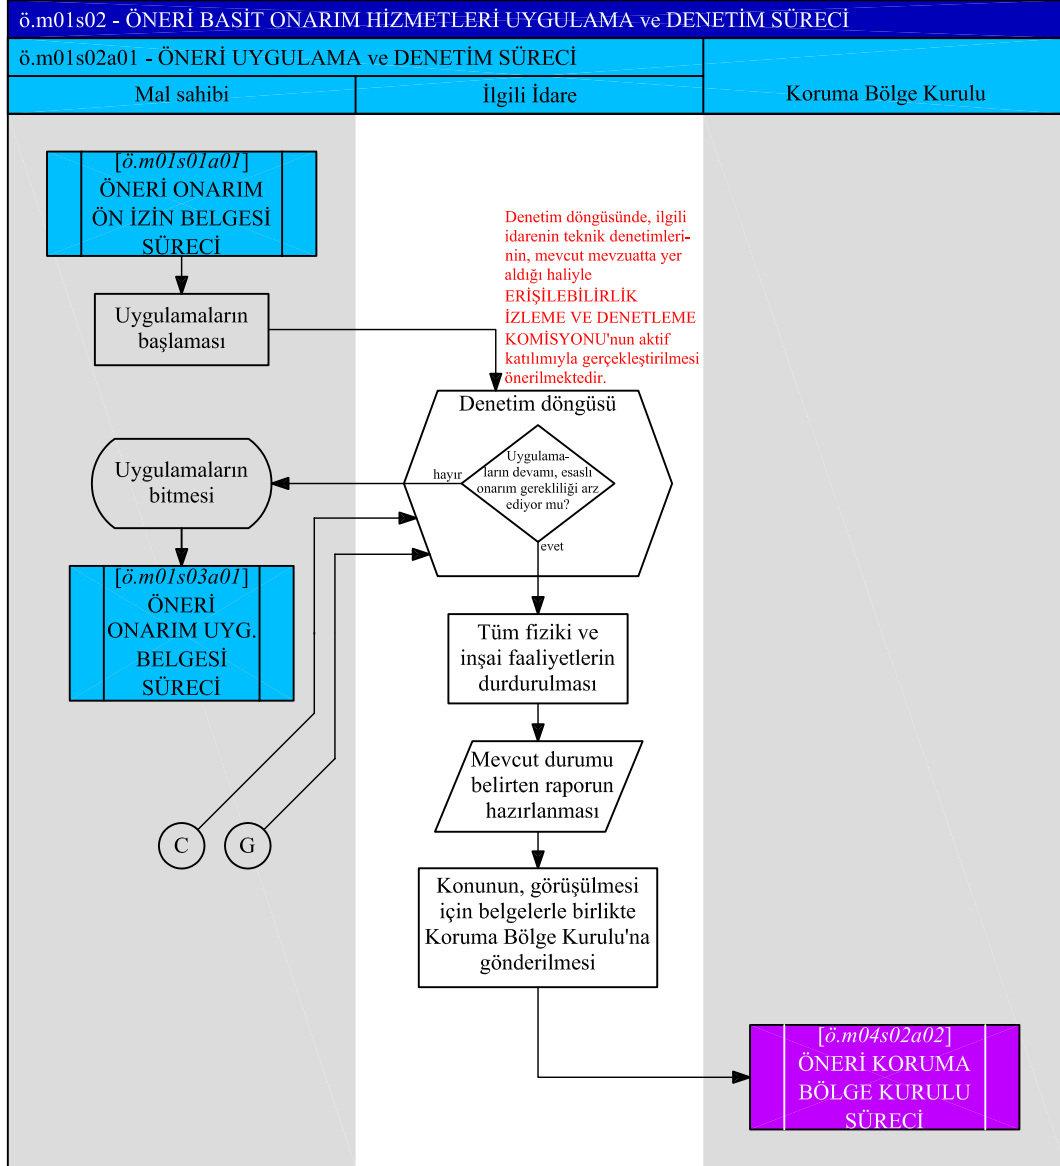 ö.m01s02 - ÖNERİ BASİT ONARIM HİZMETLERİ UYGULAMA ve DENETİM SÜRECİ
ö.m01s02a01 - ÖNERİ UYGULAMA ve DENETİM SÜRECİ
Mal sahibi
İlgili İdare
Koruma Bölge Kurulu
[ö.m01s01a01]
ÖNERİ ONARIM
ÖN İZİN BELGESİ
SÜRECİ
Uygulamaların
başlaması
Denetim döngüsünde, ilgili
idarenin teknik denetimleri-
nin, mevcut mevzuatta yer
aldığı haliyle
ERİŞİLEBİLİRLİK
İZLEME VE DENETLEME
KOMİSYONU'nun aktif
katılımıyla gerçekleştirilmesi
önerilmektedir.
Denetim döngüsü
Uygulama-
ların devamı, esaslı
onarım gerekliliği arz
ediyor mu?
hayır
evet
Uygulamaların
bitmesi
[ö.m01s03a01]
ÖNERİ
ONARIM UYG.
BELGESİ
SÜRECİ
Tüm fiziki ve
inşai faaliyetlerin
durdurulması
Mevcut durumu
belirten raporun
hazırlanması
C
G
Konunun, görüşülmesi
için belgelerle birlikte
Koruma Bölge Kurulu'na
gönderilmesi
[ö.m04s02a02]
ÖNERİ KORUMA
BÖLGE KURULU
SÜRECİ